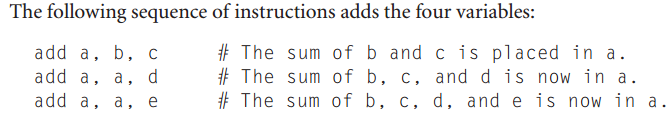 The following sequence of instructions adds the four variables:
add a, b, c # The sum of b and c is placed in a.
add a, a, d # The sum of b, c, and d is now in a.
add a, a, e # The sum of b, c, d, and e is now in a.